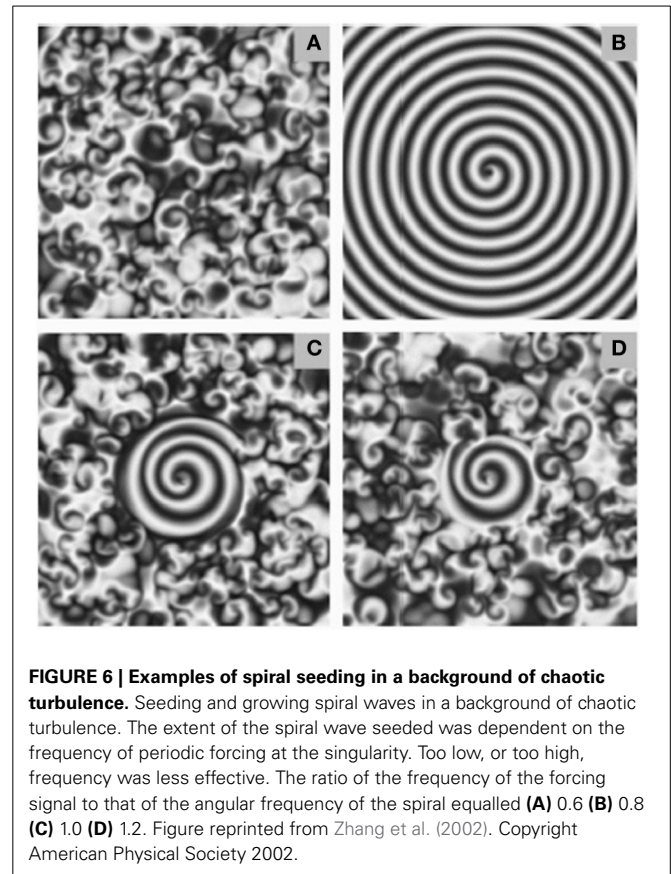 A
B
C
D
FIGURE 6 | Examples of spiral seeding in a background of chaotic
turbulence. Seeding and growing spiral waves in a background of chaotic
turbulence. The extent of the spiral wave seeded was dependent on the
frequency of periodic forcing at the singularity. Too low, or too high,
frequency was less effective. The ratio of the frequency of the forcing
signal to that of the angular frequency of the spiral equalled (A) 0.6 (B) 0.8
(C) 1.0 (D) 1.2. Figure reprinted from Zhang et al. (2002). Copyright
American Physical Society 2002.